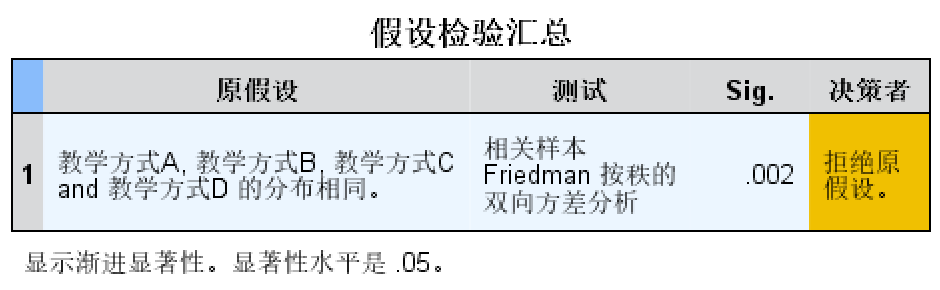 假设检验汇总
原假设 测试 Sig. 决策者
1 教学方式A, 教学方式B, 教学方式C and 教学方式D 的分布相同。 相关样本 Friedman 按秩的双向方差分析 .002 拒绝原假设。
显示渐进显著性。显著性水平是 .05。